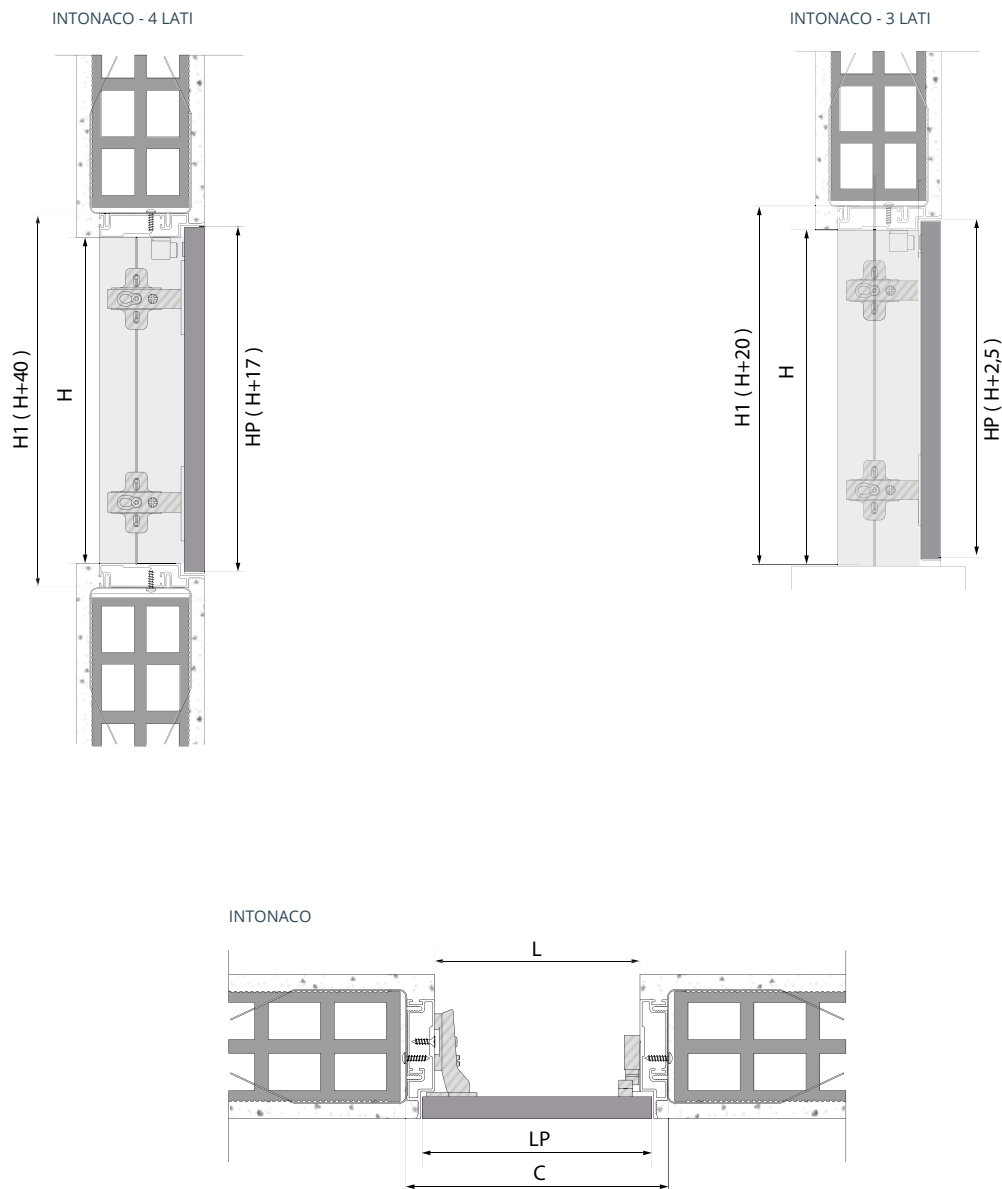 INTONACO - 4 LATI
INTONACO - 3 LATI
H1 ( H+40 )
H
HP ( H+17 )
H1 ( H+20 )
H
HP ( H+2,5 )
INTONACO
L
LP
C